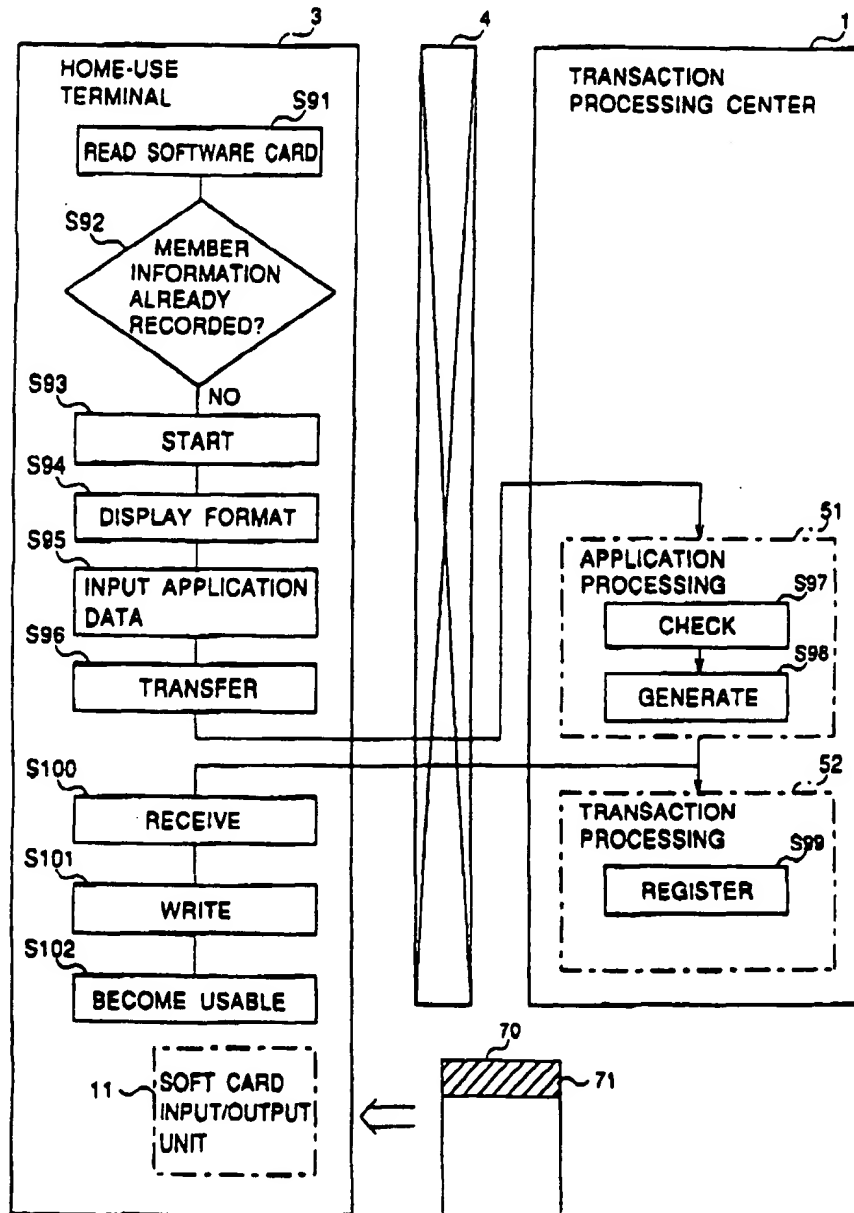 3
4
1
HOME-USE
TERMINAL
TRANSACTION
PROCESSING CENTER
S91
READ SOFTWARE CARD
S92
MEMBER
INFORMATION
ALREADY
RECORDED?
NO
S93
START
S94
DISPLAY FORMAT
S95
INPUT APPLICATION
DATA
S96
TRANSFER
51
APPLICATION
PROCESSING
S97
CHECK
S98
GENERATE
S100
RECEIVE
52
TRANSACTION
PROCESSING
S99
REGISTER
S101
WRITE
S102
BECOME USABLE
11
SOFT CARD
INPUT/OUTPUT
UNIT
70
71